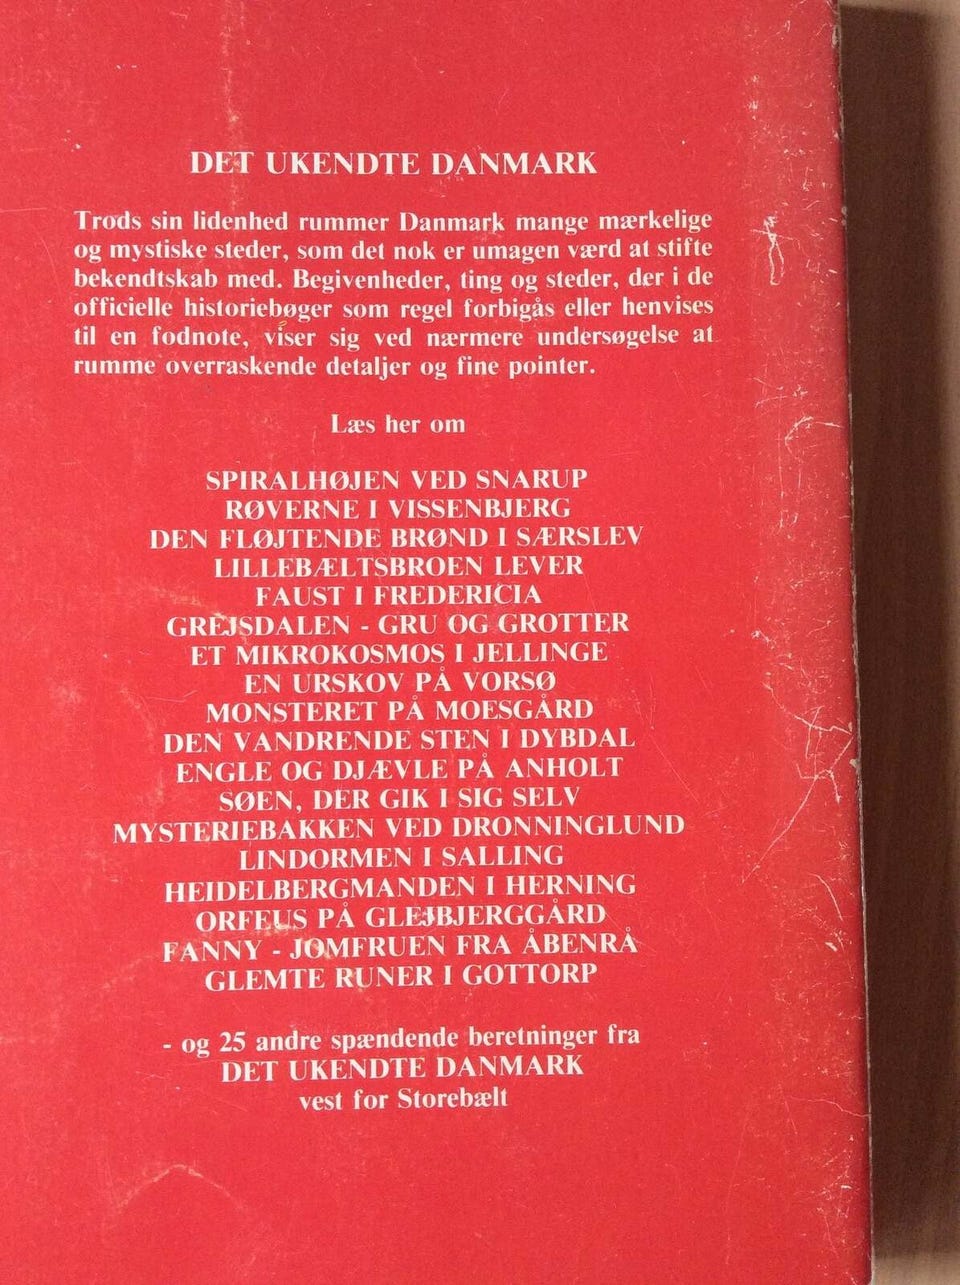 DET UKENDTE DANMARK
Trods sin lidenhed rummer Danmark mange mærkelige
og mystiske steder, som det nok er umagen værd at stifte
bekendtskab med. Begivenheder, ting og steder, der i de
officielle historiebøger som regel forbigås eller henvises
til en fodnote, viser sig ved nærmere undersøgelse at
rumme overraskende detaljer og fine pointer.
Læs her om
SPIRALHØJEN VED SNARUP
RØVERNE I VISSENBJERG
DEN FLØJTENDE BRØND I SÆRSLEV
LILLEBÆLTSBROEN LEVER
FAUST I FREDERICIA
GREJSDALEN - GRU OG GROTTER
ET MIKROKOSMOS I JELLINGE
EN URSKOV PÅ VORSØ
MONSTERET PÅ MOESGÅRD
DEN VANDRENDE STEN I DYBDAL
ENGLE OG DJÆVLE PÅ ANHOLT
SØEN, DER GIK I SIG SELV
MYSTERIEBAKKEN VED DRONNINGLUND
LINDORMEN I SALLING
HEIDELBERGMANDEN I HERNING
ORFEUS PÅ GLEJBJERGGÅRD
FANNY - JOMFRUEN FRA ÅBENRÅ
GLEMTE RUNER I GOTTORP
- og 25 andre spændende beretninger fra
DET UKENDTE DANMARK
vest for Storebælt